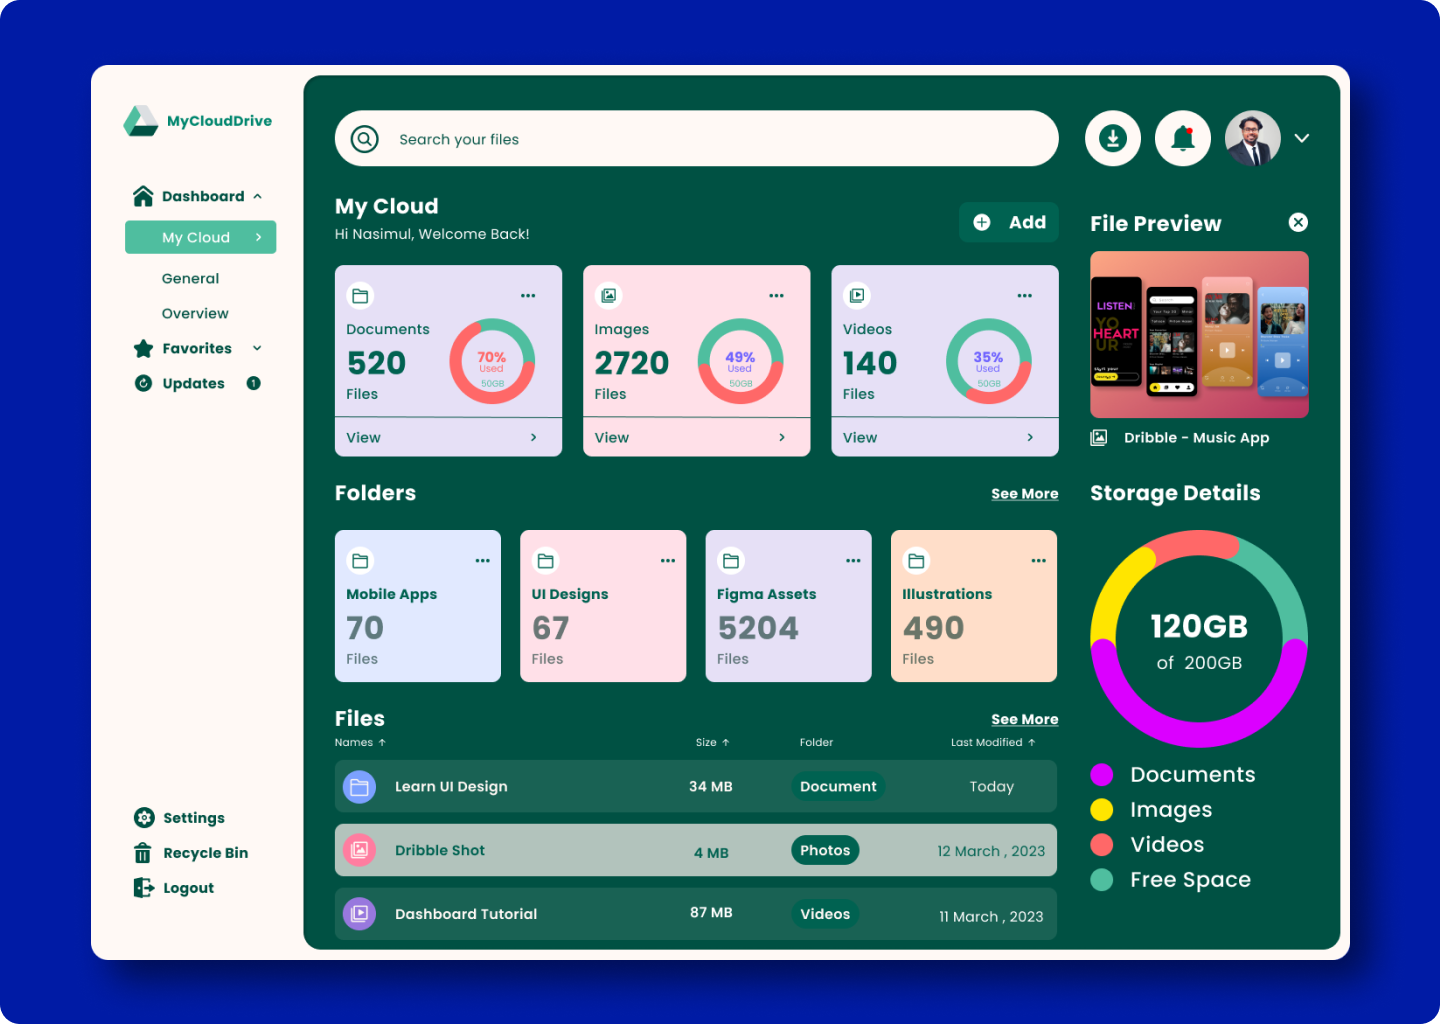 MyCloudDrive
Dashboard
My Cloud
General
Overview
Favorites
Updates 1
Settings
Recycle Bin
Logout
Search your files
My Cloud
Hi Nasimul, Welcome Back!
Add
Documents
520
Files
70%
Used
50GB
View
Images
2720
Files
49%
Used
50GB
View
Videos
140
Files
35%
Used
50GB
View
Folders
See More
Mobile Apps
70
Files
UI Designs
67
Files
Figma Assets
5204
Files
Illustrations
490
Files
Files
See More
Names ↑ Size ↑ Folder Last Modified ↑
Learn UI Design 34 MB Document Today
Dribble Shot 4 MB Photos 12 March , 2023
Dashboard Tutorial 87 MB Videos 11 March , 2023
File Preview
LISTEN
YO
HEART
UR
Dribble - Music App
Storage Details
120GB
of 200GB
Documents
Images
Videos
Free Space